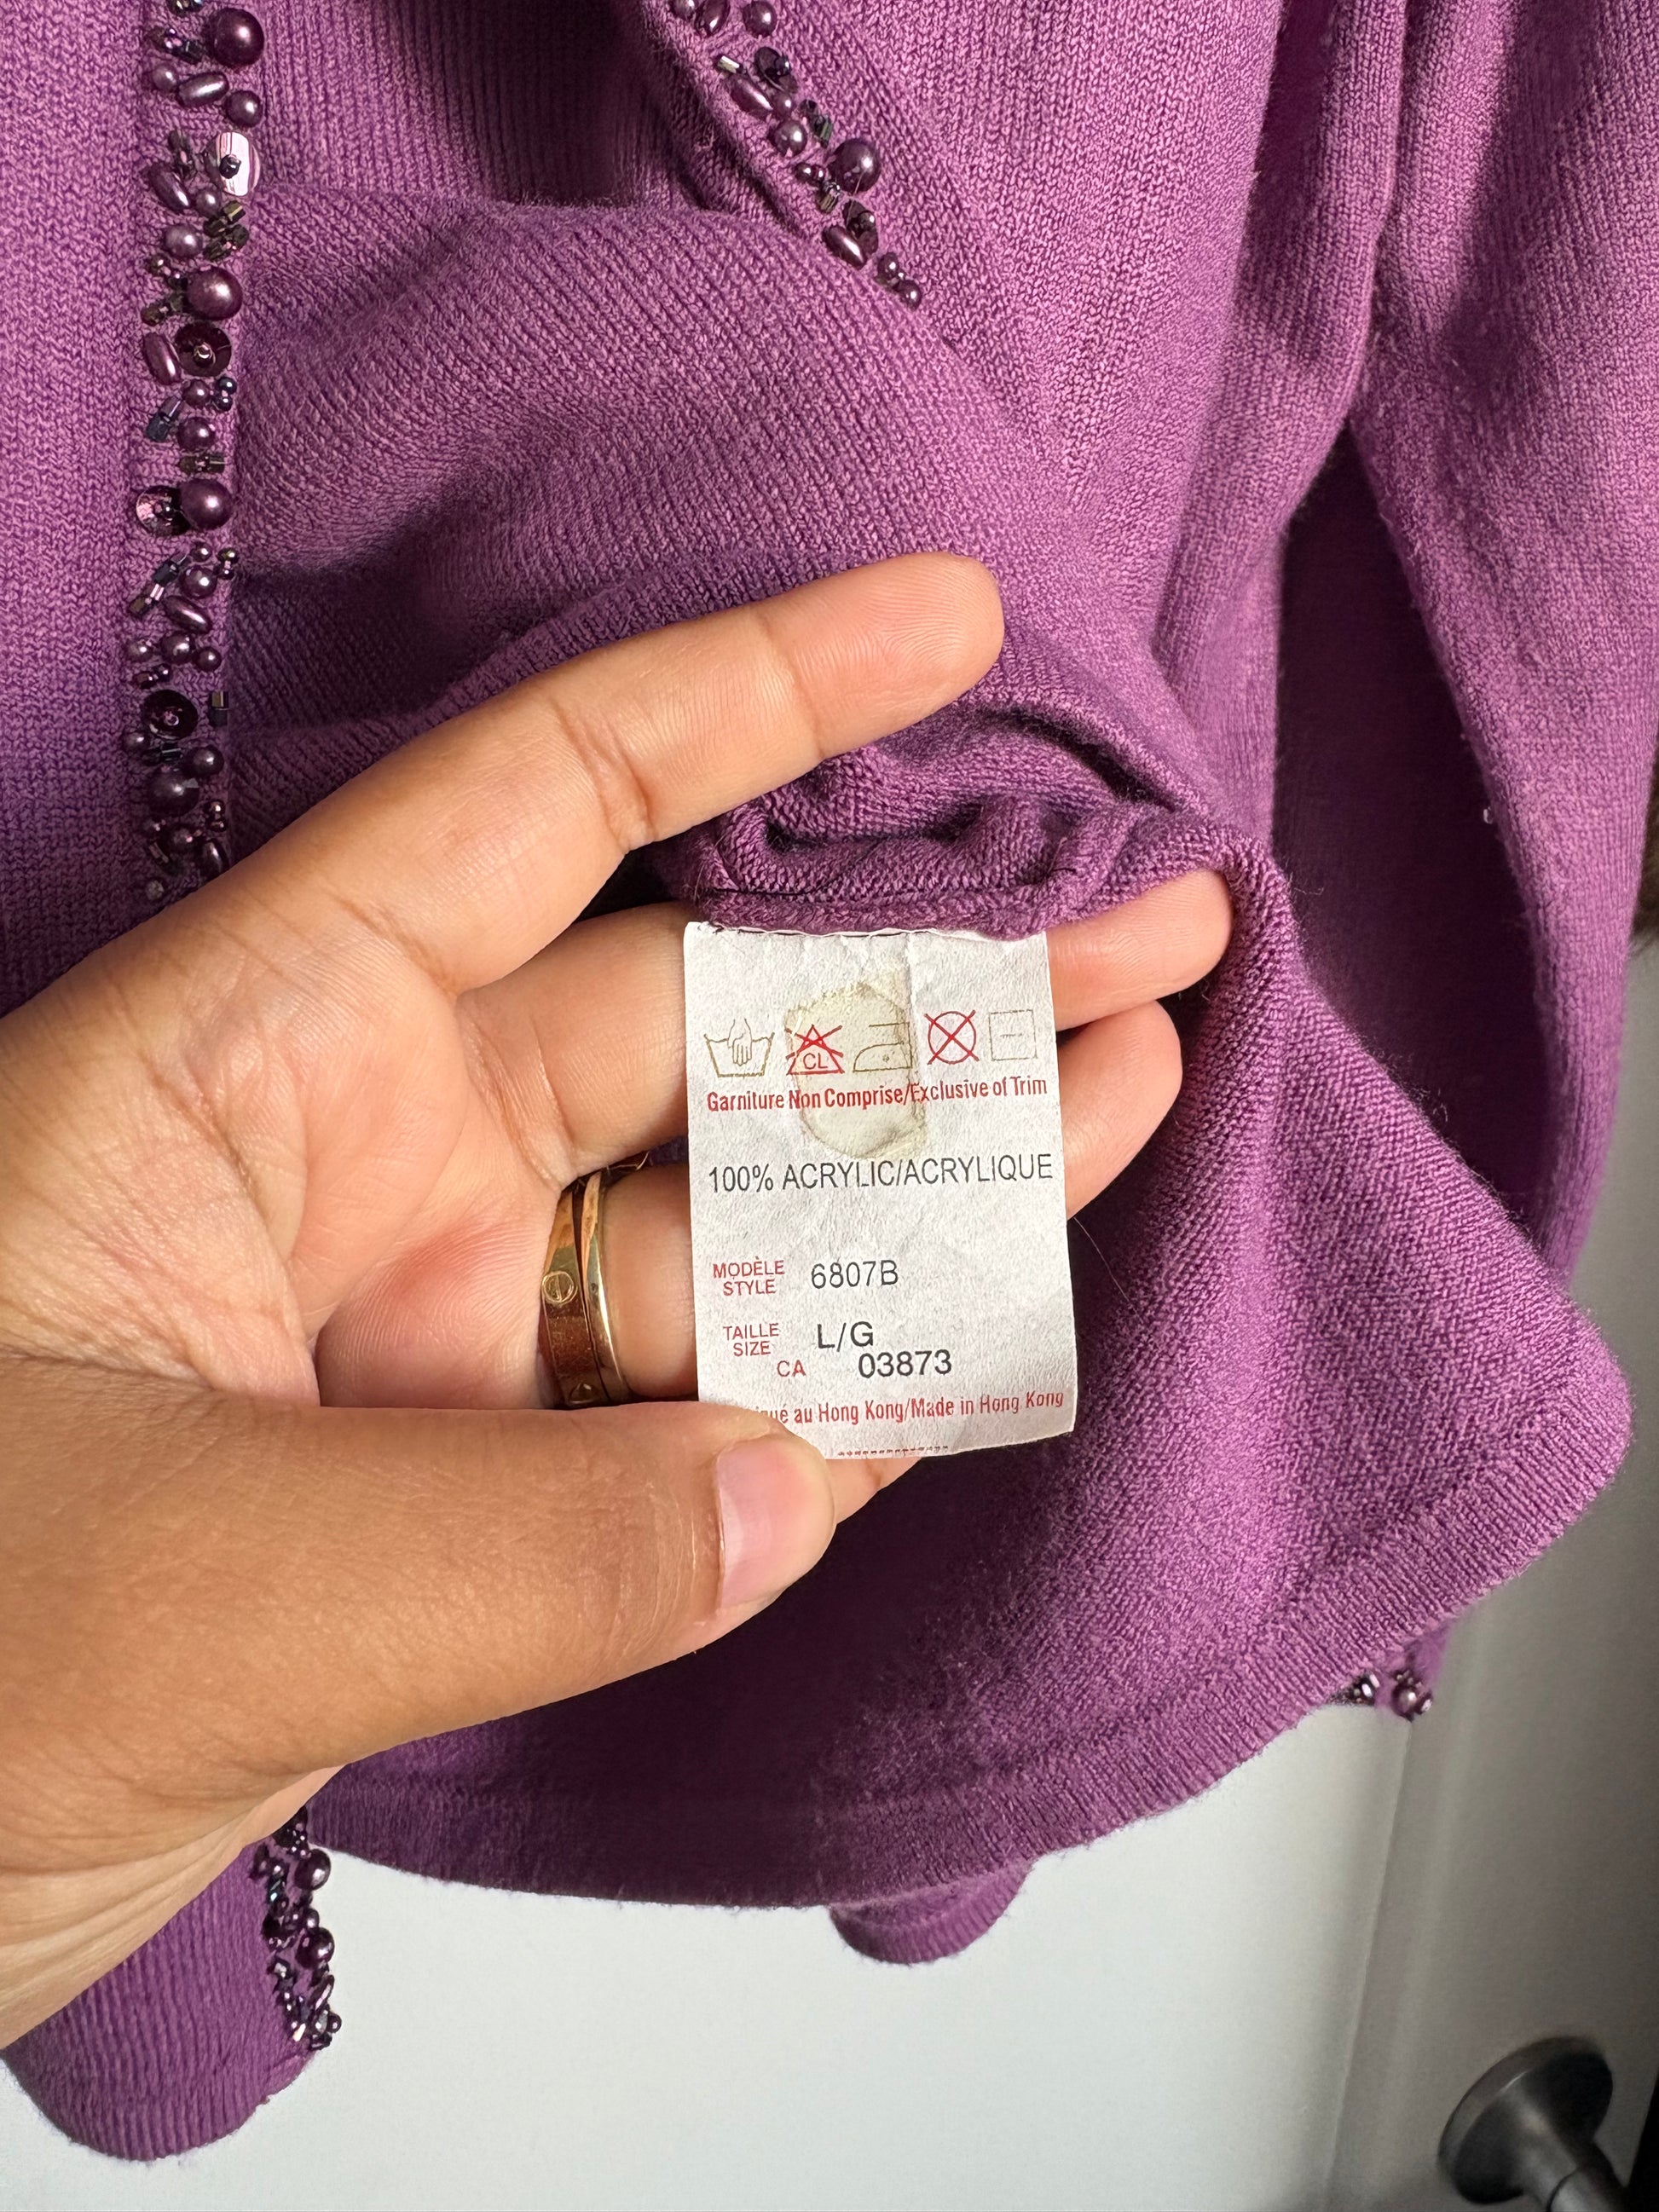 CL
Garniture Non Comprise/Exclusive of Trim
100% ACRYLIC/ACRYLIQUE
MODÈLE
STYLE 6807B
TAILLE
SIZE L/G
CA 03873
au Hong Kong/Made in Hong Kong